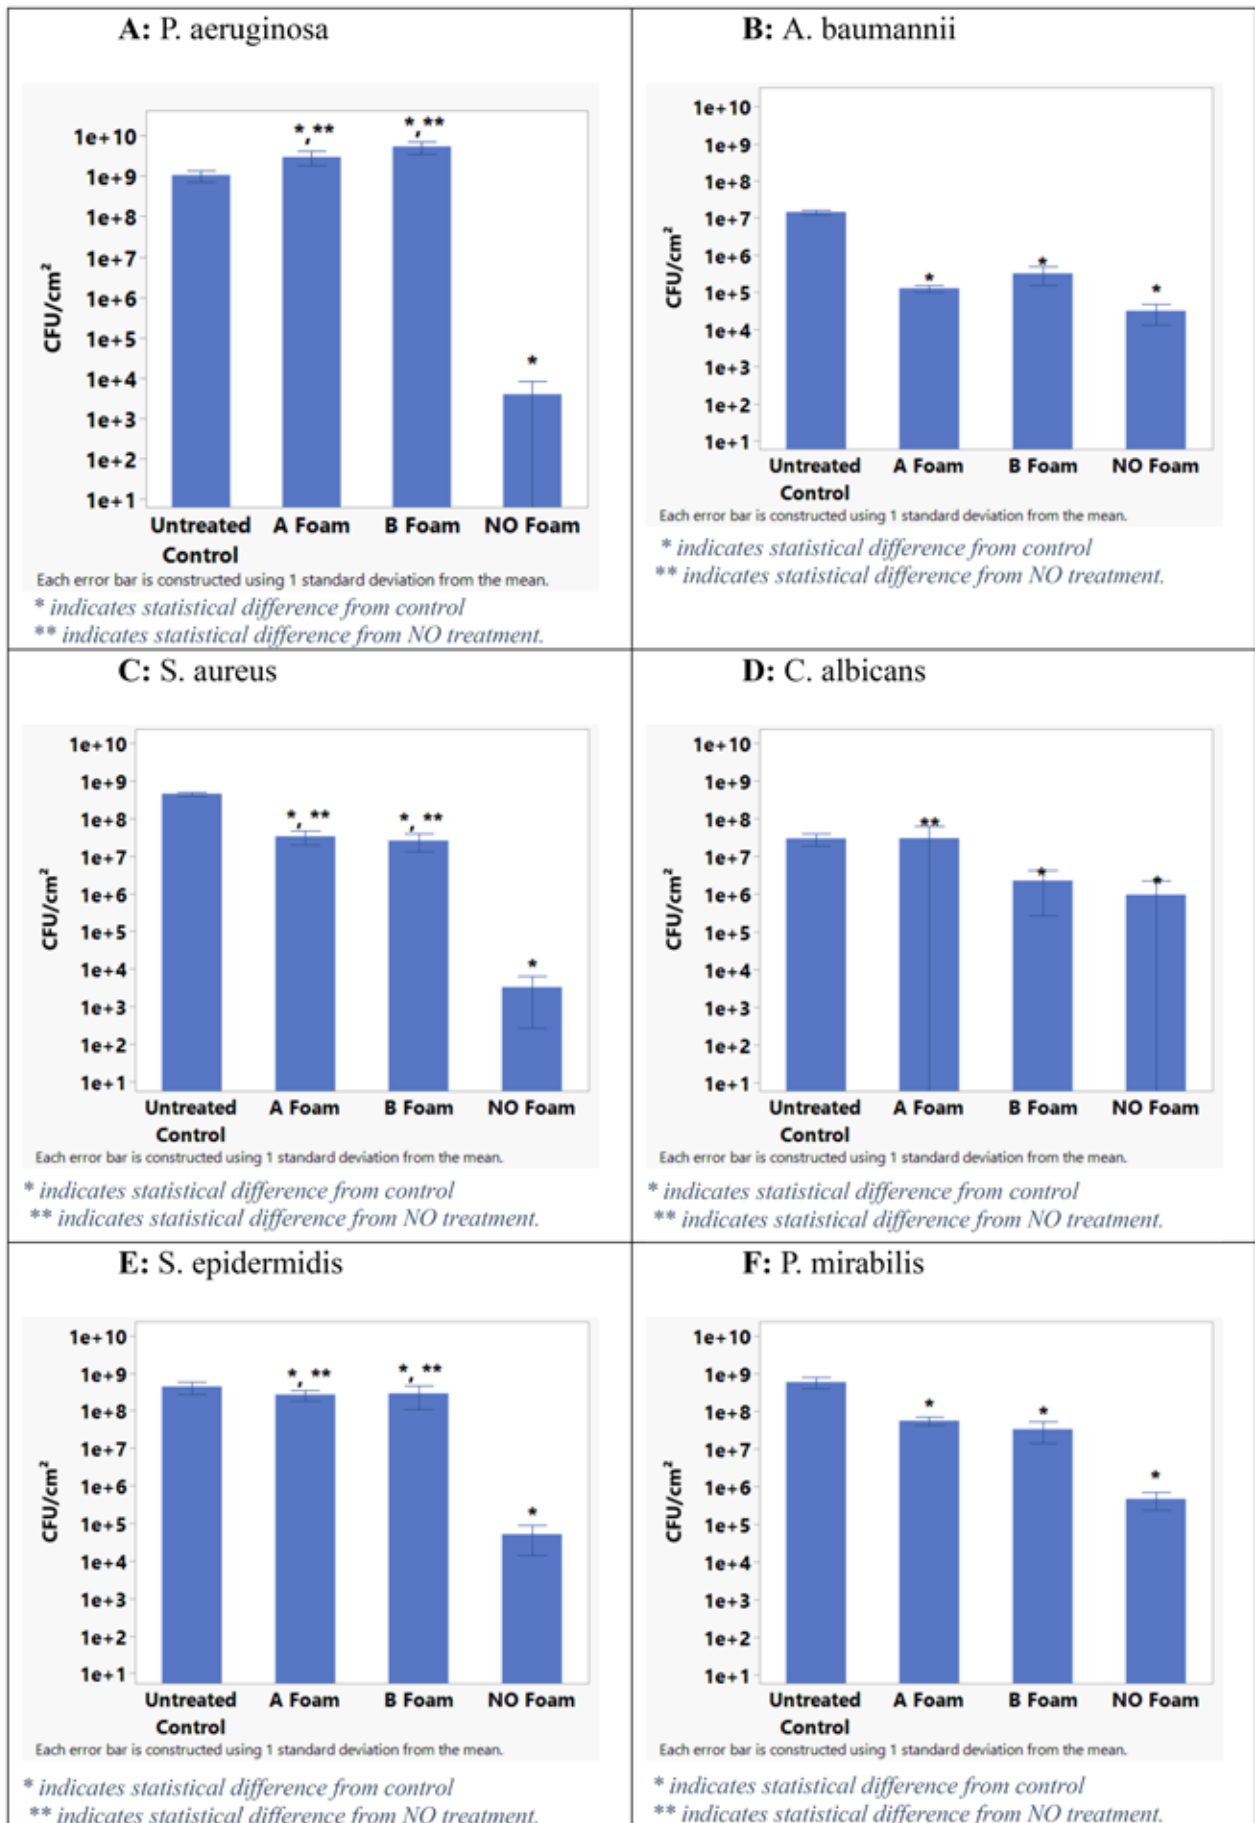 A: P. aeruginosa
*,**
*,**
1e+10
1e+9
1e+8
1e+7
1e+6
1e+5
1e+4
1e+3
1e+2
1e+1
CFU/cm²
*
Untreated Control
A Foam
B Foam
NO Foam
Each error bar is constructed using 1 standard deviation from the mean.
* indicates statistical difference from control
** indicates statistical difference from NO treatment.
B: A. baumannii
1e+10
1e+9
1e+8
1e+7
1e+6
1e+5
1e+4
1e+3
1e+2
1e+1
CFU/cm²
*
*
*
Untreated Control
A Foam
B Foam
NO Foam
Each error bar is constructed using 1 standard deviation from the mean.
* indicates statistical difference from control
** indicates statistical difference from NO treatment.
C: S. aureus
1e+10
1e+9
1e+8
1e+7
1e+6
1e+5
1e+4
1e+3
1e+2
1e+1
CFU/cm²
*, **
*, **
*
Untreated Control
A Foam
B Foam
NO Foam
Each error bar is constructed using 1 standard deviation from the mean.
* indicates statistical difference from control
** indicates statistical difference from NO treatment.
D: C. albicans
1e+10
1e+9
1e+8
1e+7
1e+6
1e+5
1e+4
1e+3
1e+2
1e+1
CFU/cm²
**
*
*
Untreated Control
A Foam
B Foam
NO Foam
Each error bar is constructed using 1 standard deviation from the mean.
* indicates statistical difference from control
** indicates statistical difference from NO treatment.
E: S. epidermidis
1e+10
1e+9
1e+8
1e+7
1e+6
1e+5
1e+4
1e+3
1e+2
1e+1
CFU/cm²
*, **
*, **
*
Untreated Control
A Foam
B Foam
NO Foam
Each error bar is constructed using 1 standard deviation from the mean.
* indicates statistical difference from control
** indicates statistical difference from NO treatment.
F: P. mirabilis
1e+10
1e+9
1e+8
1e+7
1e+6
1e+5
1e+4
1e+3
1e+2
1e+1
CFU/cm²
*
*
*
Untreated Control
A Foam
B Foam
NO Foam
Each error bar is constructed using 1 standard deviation from the mean.
* indicates statistical difference from control
** indicates statistical difference from NO treatment.